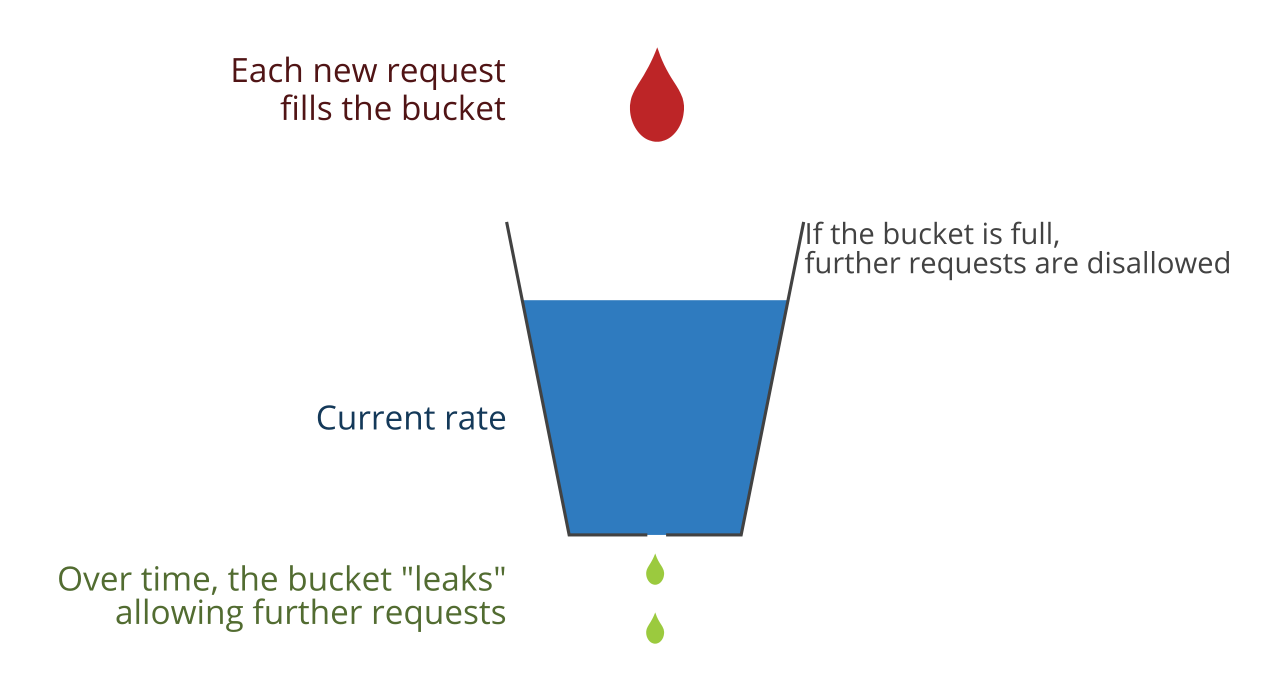 Each new request
fills the bucket
If the bucket is full,
further requests are disallowed
Current rate
Over time, the bucket "leaks"
allowing further requests